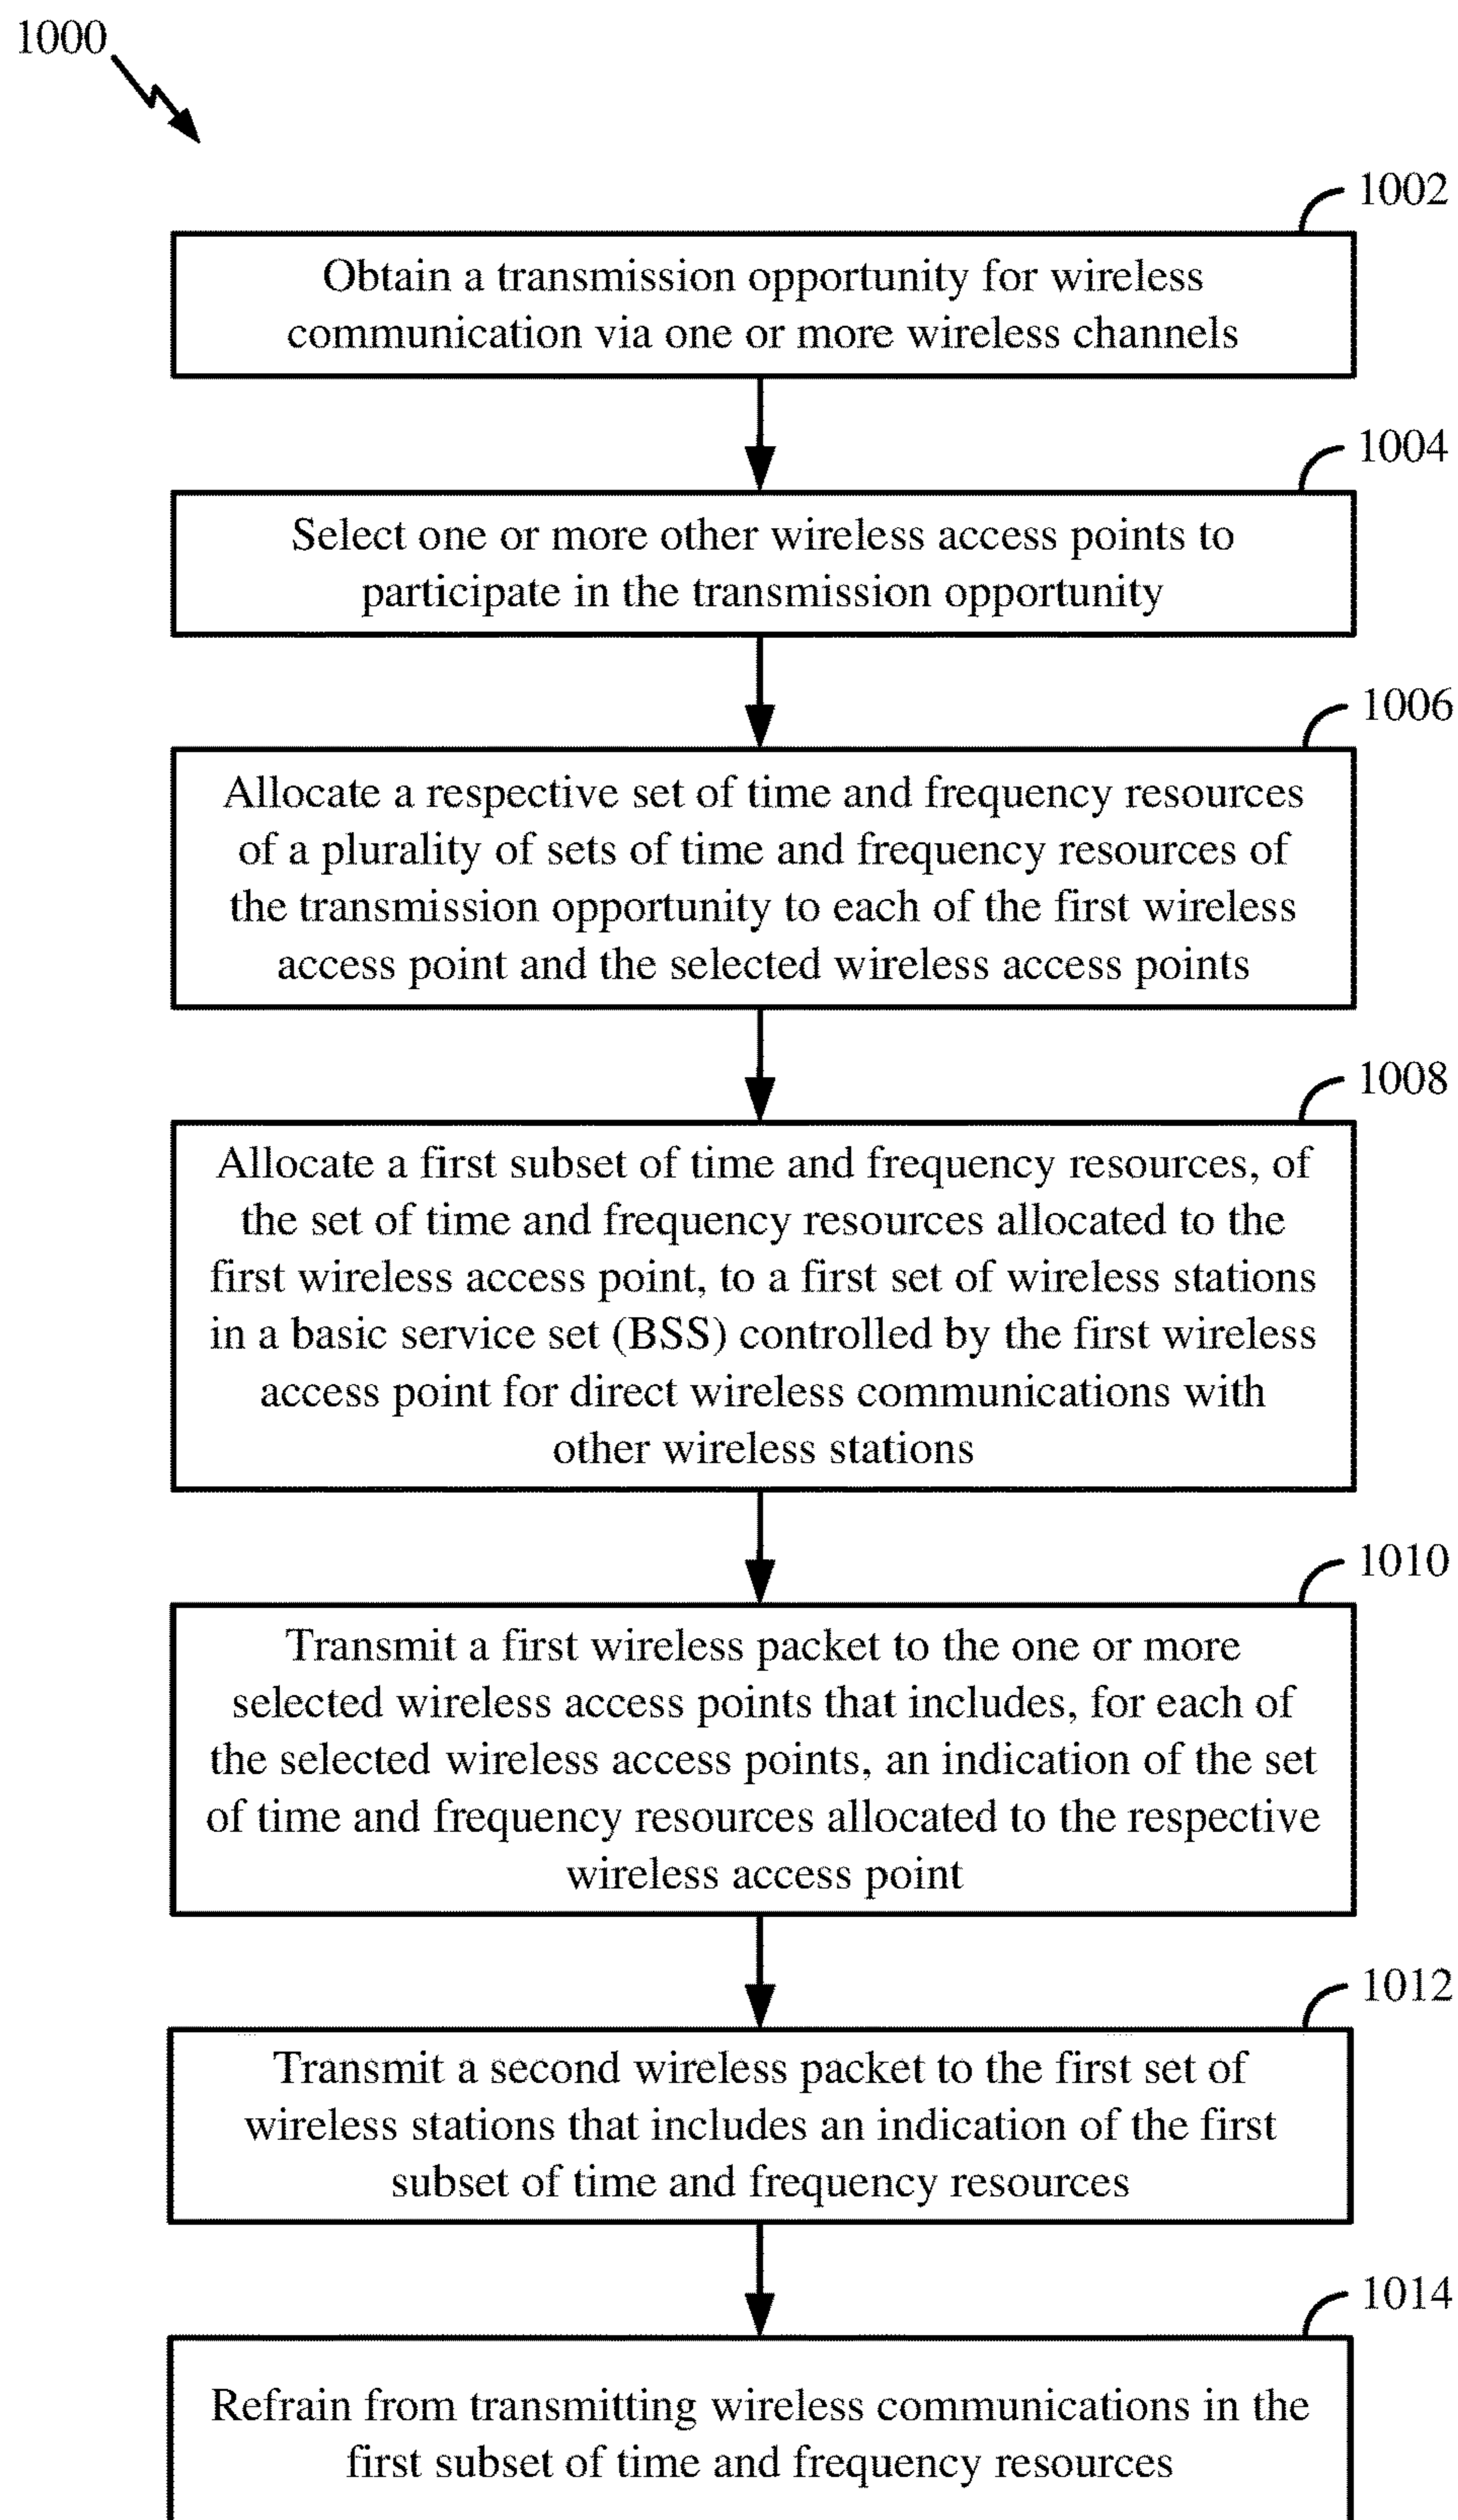 1000
1002
Obtain a transmission opportunity for wireless
communication via one or more wireless channels
1004
Select one or more other wireless access points to
participate in the transmission opportunity
1006
Allocate a respective set of time and frequency resources
of a plurality of sets of time and frequency resources of
the transmission opportunity to each of the first wireless
access point and the selected wireless access points
1008
Allocate a first subset of time and frequency resources, of
the set of time and frequency resources allocated to the
first wireless access point, to a first set of wireless stations
in a basic service set (BSS) controlled by the first wireless
access point for direct wireless communications with
other wireless stations
1010
Transmit a first wireless packet to the one or more
selected wireless access points that includes, for each of
the selected wireless access points, an indication of the set
of time and frequency resources allocated to the respective
wireless access point
1012
Transmit a second wireless packet to the first set of
wireless stations that includes an indication of the first
subset of time and frequency resources
1014
Refrain from transmitting wireless communications in the
first subset of time and frequency resources